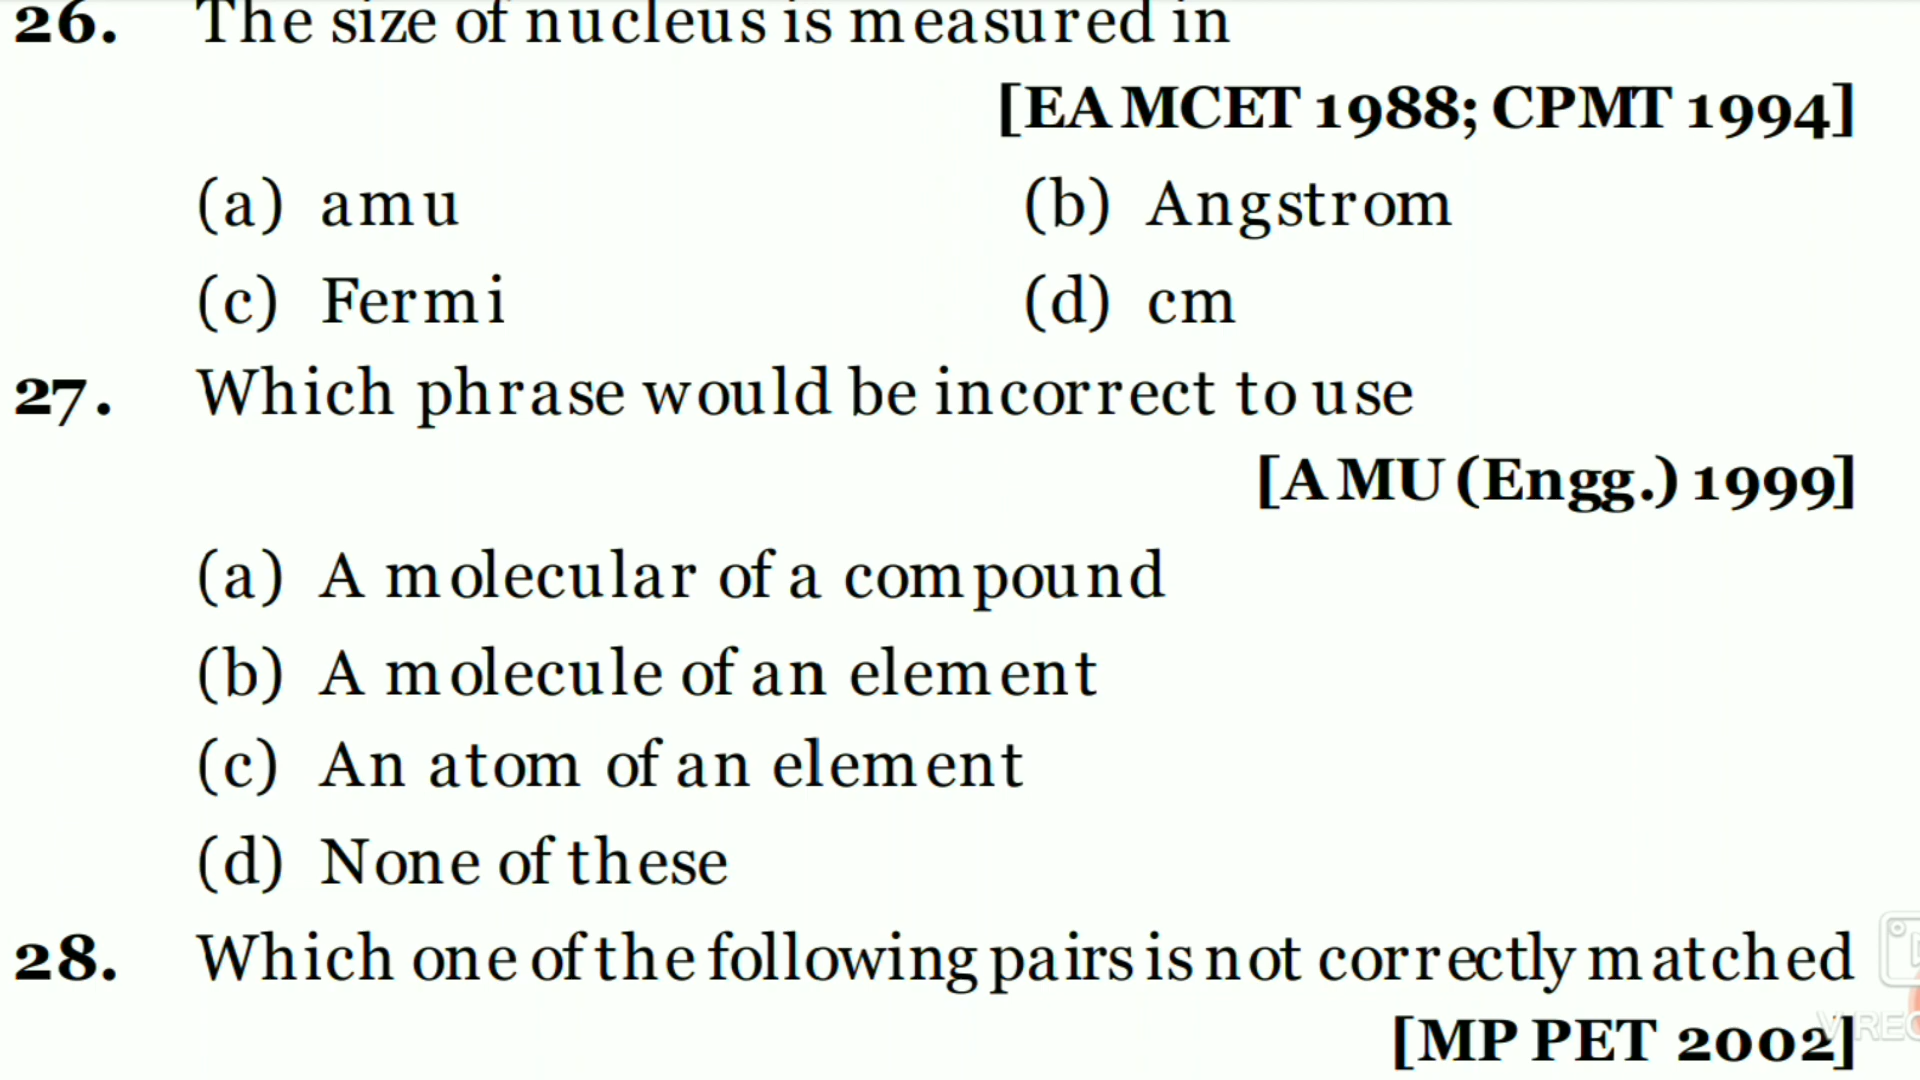 26. The size of nucleus is measured in
[EAMCET 1988; CPMT 1994]
(a) amu (b) Angstrom
(c) Fermi (d) cm
27. Which phrase would be incorrect to use
[AMU (Engg.) 1999]
(a) A molecular of a compound
(b) A molecule of an element
(c) An atom of an element
(d) None of these
28. Which one of the following pairs is not correctly matched
[MP PET 2002]